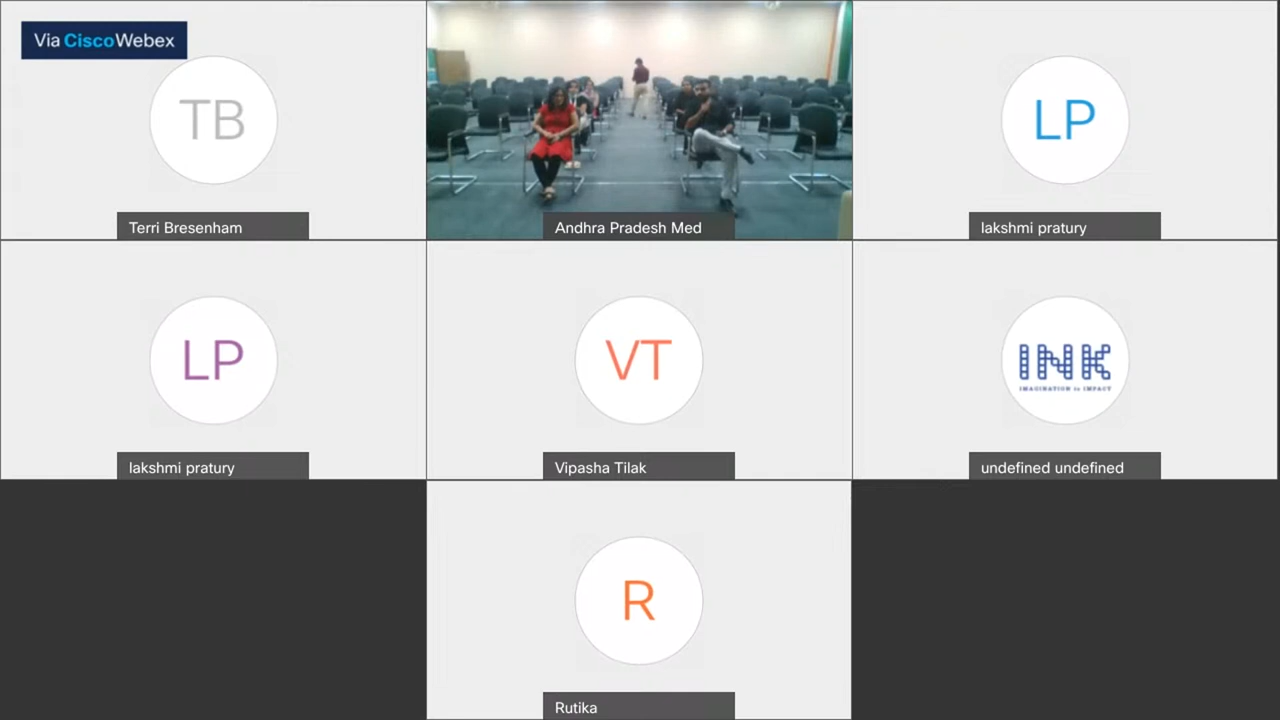 Via CiscoWebex
TB
Terri Bresenham
Andhra Pradesh Med
LP
lakshmi pratury
LP
lakshmi pratury
VT
Vipasha Tilak
INK
IMAGINATION to IMPACT
undefined undefined
R
Rutika